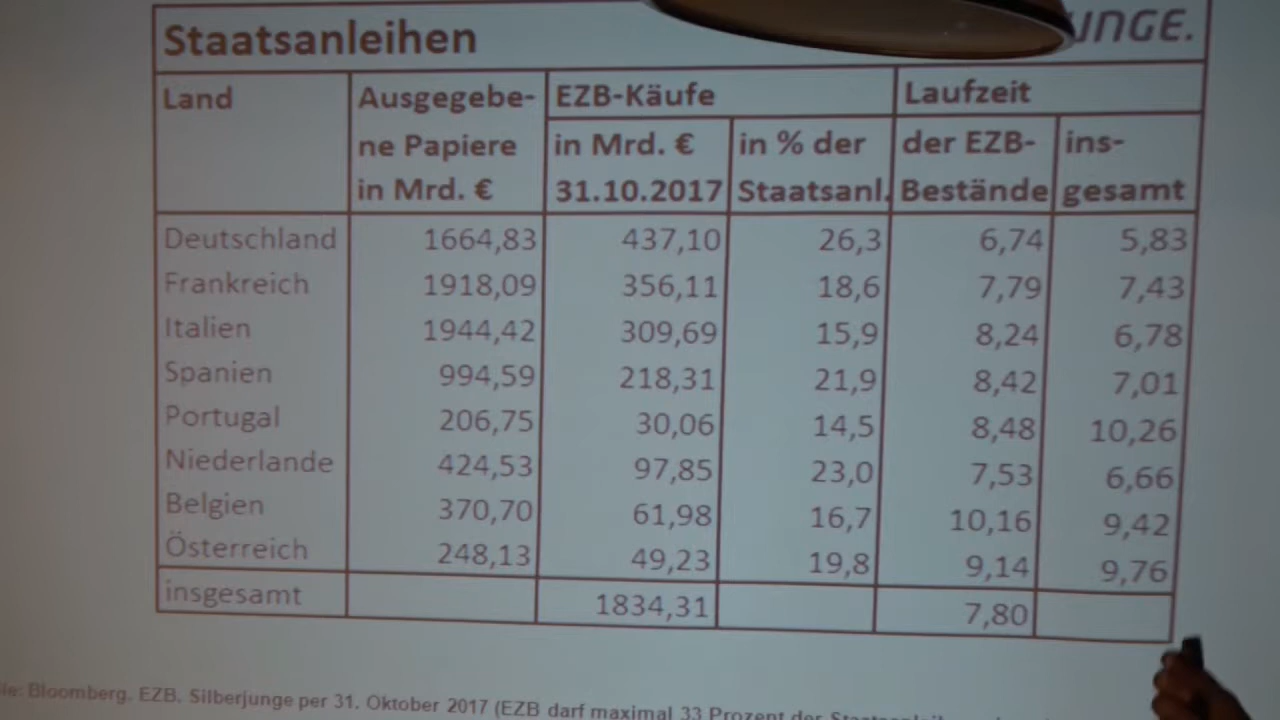 Staatsanleihen
UNGE.
Land Ausgegebe- EZB-Käufe Laufzeit
ne Papiere in Mrd. € in % der der EZB- ins-
in Mrd. € 31.10.2017 Staatsanl. Bestände gesamt
Deutschland 1664,83 437,10 26,3 6,74 5,83
Frankreich 1918,09 356,11 18,6 7,79 7,43
Italien 1944,42 309,69 15,9 8,24 6,78
Spanien 994,59 218,31 21,9 8,42 7,01
Portugal 206,75 30,06 14,5 8,48 10,26
Niederlande 424,53 97,85 23,0 7,53 6,66
Belgien 370,70 61,98 16,7 10,16 9,42
Österreich 248,13 49,23 19,8 9,14 9,76
insgesamt 1834,31 7,80
Bloomberg. EZB. Silberjunge per 31. Oktober 2017 (EZB darf maximal 33 Prozent der